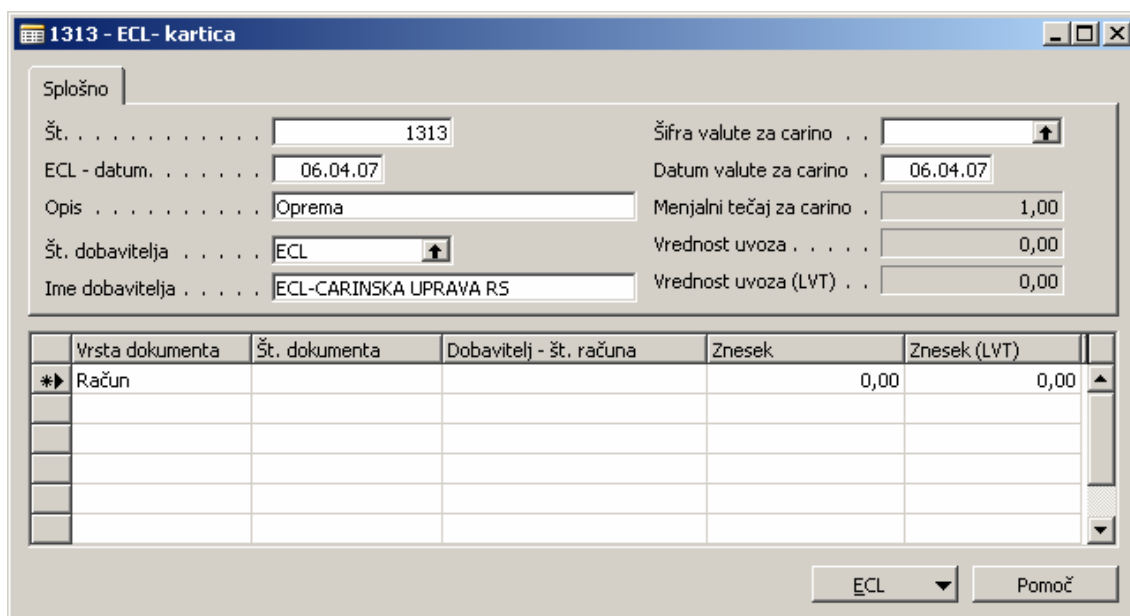 1313 - ECL- kartica
Splošno
Št. . . . . . . . . . . . . 1313
ECL - datum. . . . . . . 06.04.07
Opis . . . . . . . . . . Oprema
Št. dobavitelja . . . . . ECL
Ime dobavitelja . . . . . ECL-CARINSKA UPRAVA RS
Šifra valute za carino . .
Datum valute za carino . 06.04.07
Menjalni tečaj za carino . 1,00
Vrednost uvoza . . . . . 0,00
Vrednost uvoza (LVT) . . 0,00
Vrsta dokumenta Št. dokumenta Dobavitelj - št. računa Znesek Znesek (LVT)
Račun 0,00 0,00
ECL Pomoč